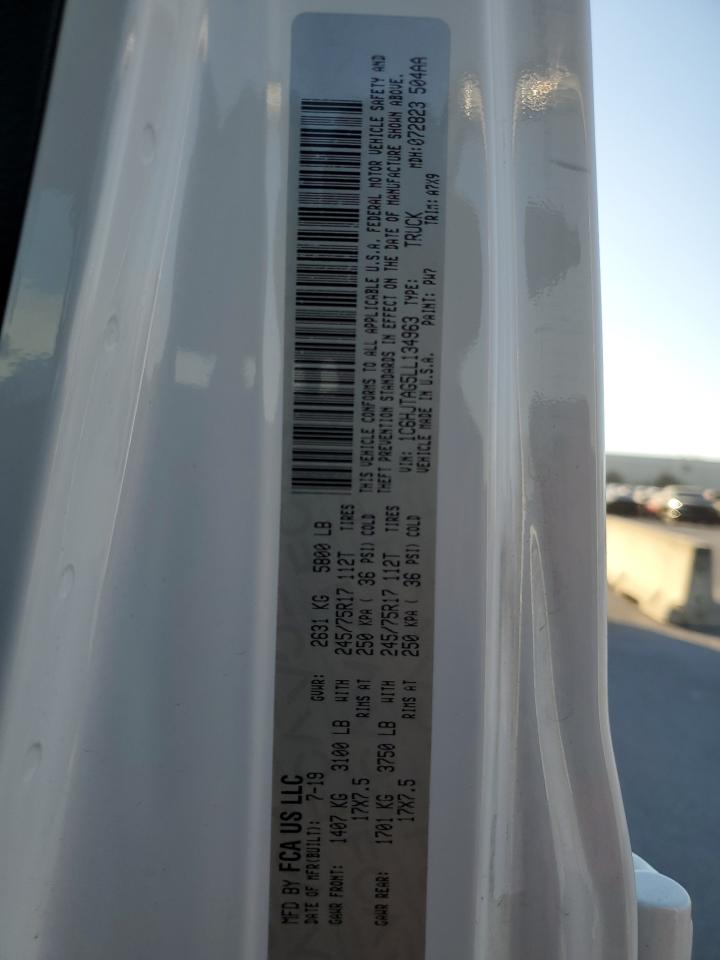 MFD BY FCA US LLC
DATE OF MFR(BUILT): 7-19 GVWR: 2631 KG 5800 LB
GAWR FRONT: 1407 KG 3100 LB WITH 245/75R17 112T TIRES
17X7.5 RIMS AT 250 KPA ( 36 PSI) COLD
GAWR REAR: 1701 KG 3750 LB WITH 245/75R17 112T TIRES
17X7.5 RIMS AT 250 KPA ( 36 PSI) COLD
THIS VEHICLE CONFORMS TO ALL APPLICABLE U.S.A. FEDERAL MOTOR VEHICLE SAFETY AND
THEFT PREVENTION STANDARDS IN EFFECT ON THE DATE OF MANUFACTURE SHOWN ABOVE.
VIN: 1C6HJTAG5LL134963 TYPE: TRUCK MDH:072823 504AA
VEHICLE MADE IN U.S.A. PAINT: PW7 TRIM: A7X9